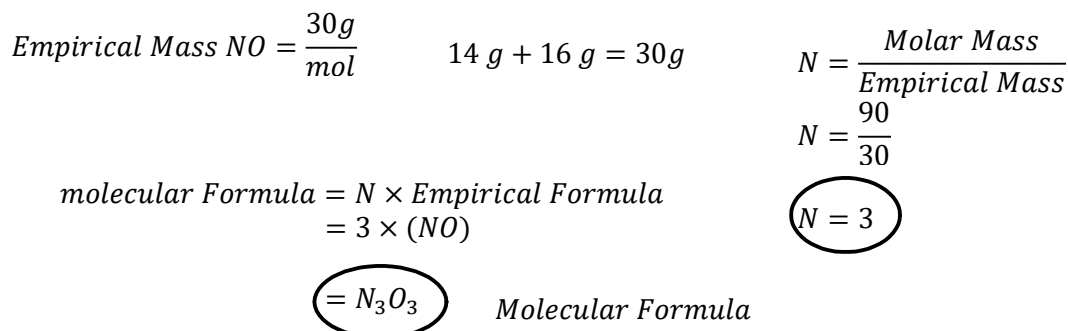 Empirical Mass NO = 30g/mol
14 g + 16 g = 30g
N = Molar Mass/Empirical Mass
N = 90/30
N = 3
molecular Formula = N × Empirical Formula
= 3 × (NO)
= N₃O₃ Molecular Formula